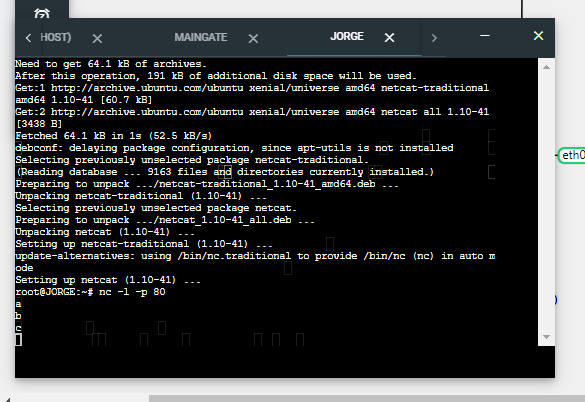 HOST)
MAINGATE
JORGE
Need to get 64.1 kB of archives.
After this operation, 191 kB of additional disk space will be used.
Get:1 http://archive.ubuntu.com/ubuntu xenial/universe amd64 netcat-traditional
amd64 1.10-41 [60.7 kB]
Get:2 http://archive.ubuntu.com/ubuntu xenial/universe amd64 netcat all 1.10-41
[3438 B]
Fetched 64.1 kB in 1s (52.5 kB/s)
debconf: delaying package configuration, since apt-utils is not installed
Selecting previously unselected package netcat-traditional.
(Reading database ... 9163 files and directories currently installed.)
Preparing to unpack .../netcat-traditional_1.10-41_amd64.deb ...
Unpacking netcat-traditional (1.10-41) ...
Selecting previously unselected package netcat.
Preparing to unpack .../netcat_1.10-41_all.deb ...
Unpacking netcat (1.10-41) ...
Setting up netcat-traditional (1.10-41) ...
update-alternatives: using /bin/nc.traditional to provide /bin/nc (nc) in auto m
ode
Setting up netcat (1.10-41) ...
root@JORGE:~# nc -l -p 80
a
b
c
eth0
)